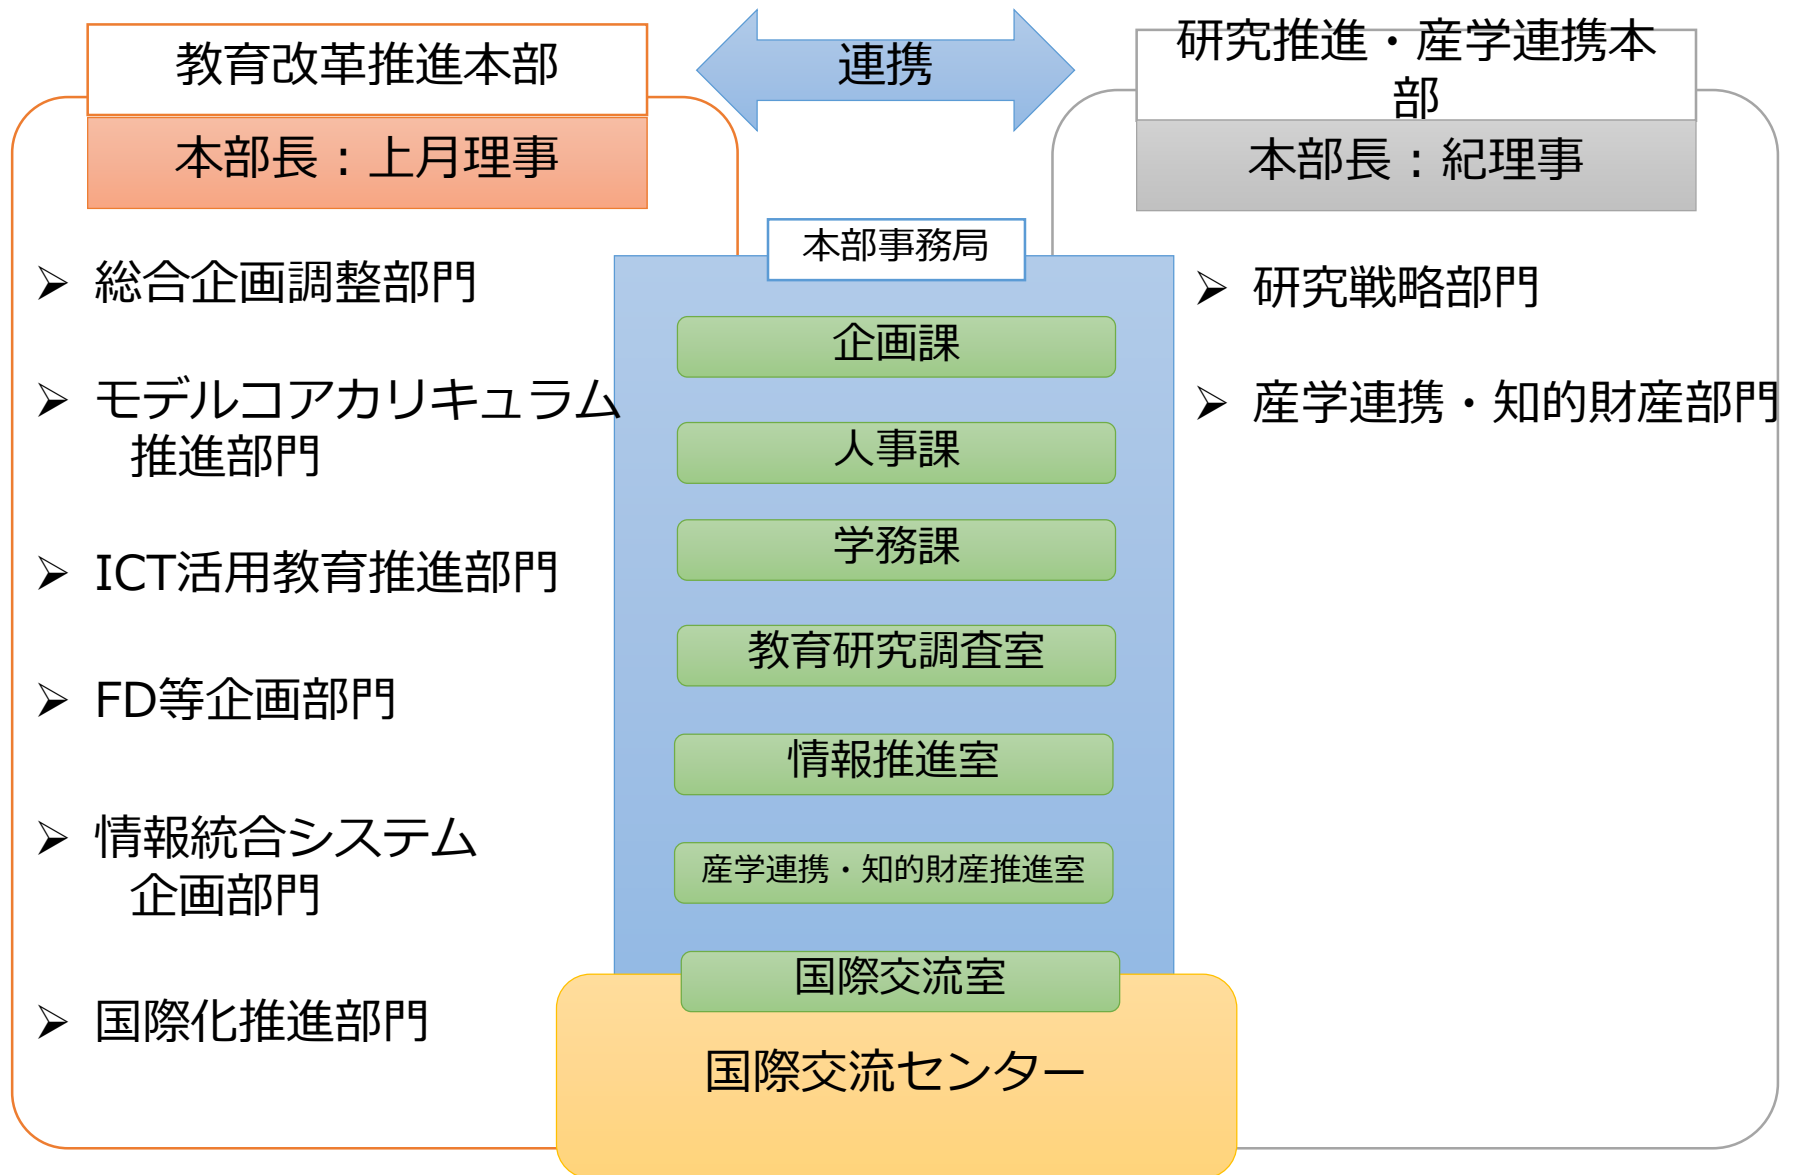 教育改革推進本部
本部長：上月理事
連携
研究推進・産学連携本
部
本部長：紀理事
総合企画調整部門
モデルコアカリキュラム
推進部門
ICT活用教育推進部門
FD等企画部門
情報統合システム
企画部門
国際化推進部門
本部事務局
企画課
人事課
学務課
教育研究調査室
情報推進室
産学連携・知的財産推進室
国際交流室
国際交流センター
研究戦略部門
産学連携・知的財産部門